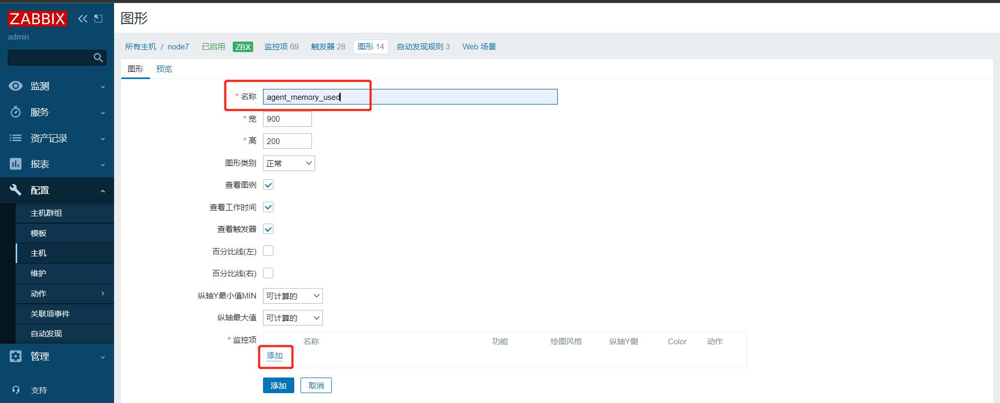 ZABBIX
admin
监测
服务
资产记录
报表
配置
主机群组
模板
主机
维护
动作
关联项事件
自动发现
管理
支持
图形
所有主机 / node7 已启用 ZBX 监控项 69 触发器 28 图形 14 自动发现规则 3 Web 场景
图形 预览
* 名称 agent_memory_used
* 宽 900
* 高 200
图形类别 正常
查看图例
查看工作时间
查看触发器
百分比线(左)
百分比线(右)
纵轴Y最小值MIN 可计算的
纵轴最大值 可计算的
* 监控项 名称 功能 绘图风格 纵轴Y侧 Color 动作
添加
添加 取消